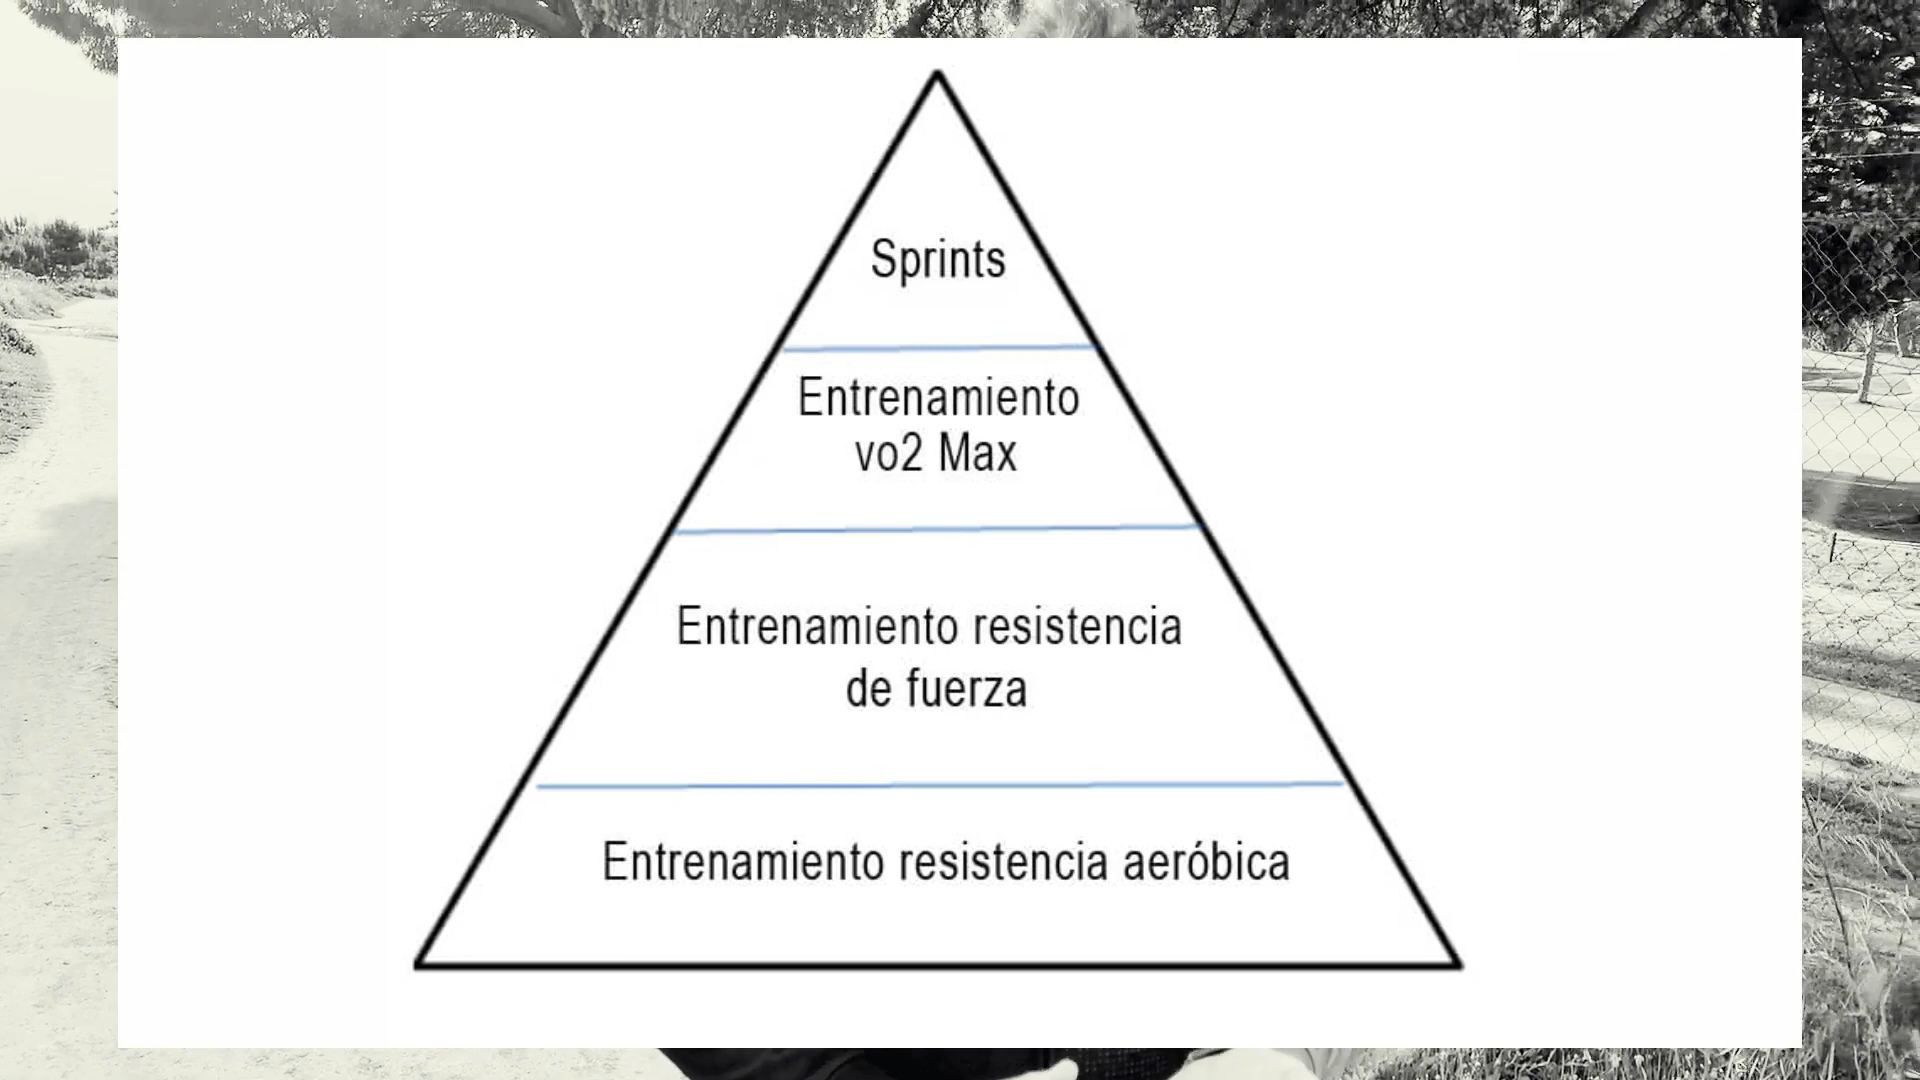 Sprints
Entrenamiento
vo2 Max
Entrenamiento resistencia
de fuerza
Entrenamiento resistencia aeróbica